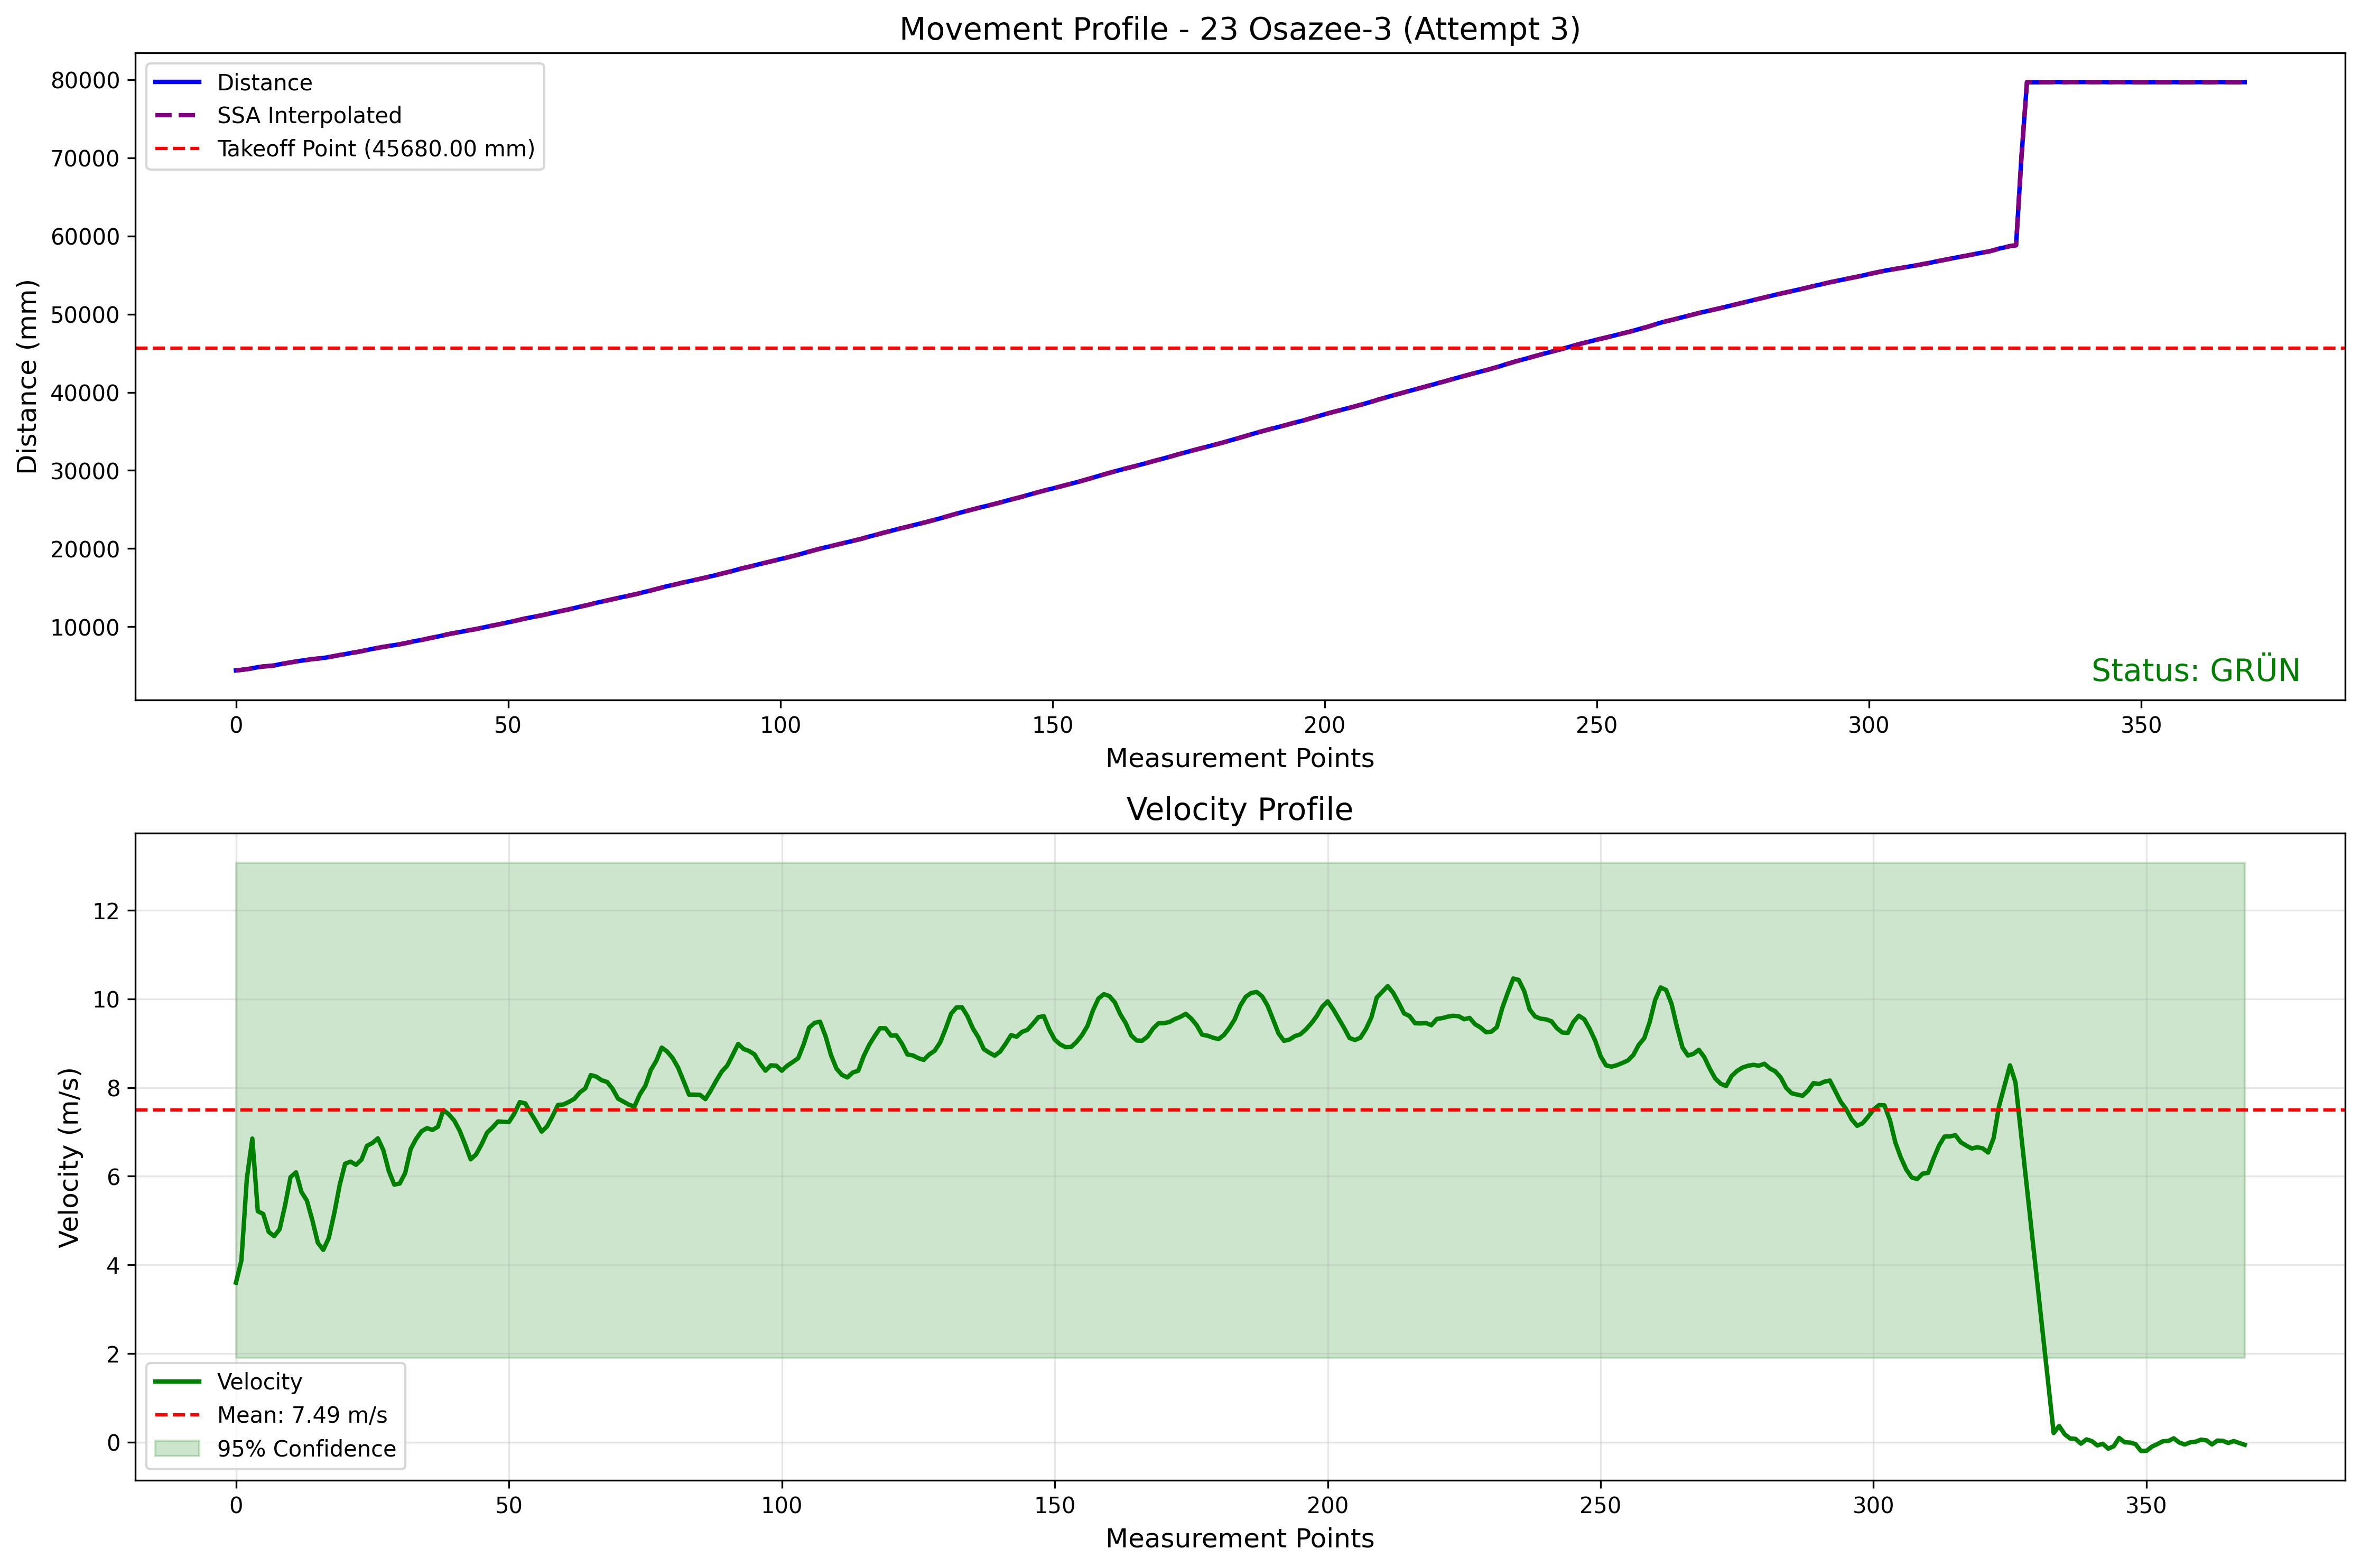 Movement Profile - 23 Osazee-3 (Attempt 3)
Distance
SSA Interpolated
Takeoff Point (45680.00 mm)
Distance (mm)
80000
70000
60000
50000
40000
30000
20000
10000
Status: GRÜN
0 50 100 150 200 250 300 350
Measurement Points
Velocity Profile
Velocity (m/s)
12
10
8
6
4
2
0
Velocity
Mean: 7.49 m/s
95% Confidence
0 50 100 150 200 250 300 350
Measurement Points